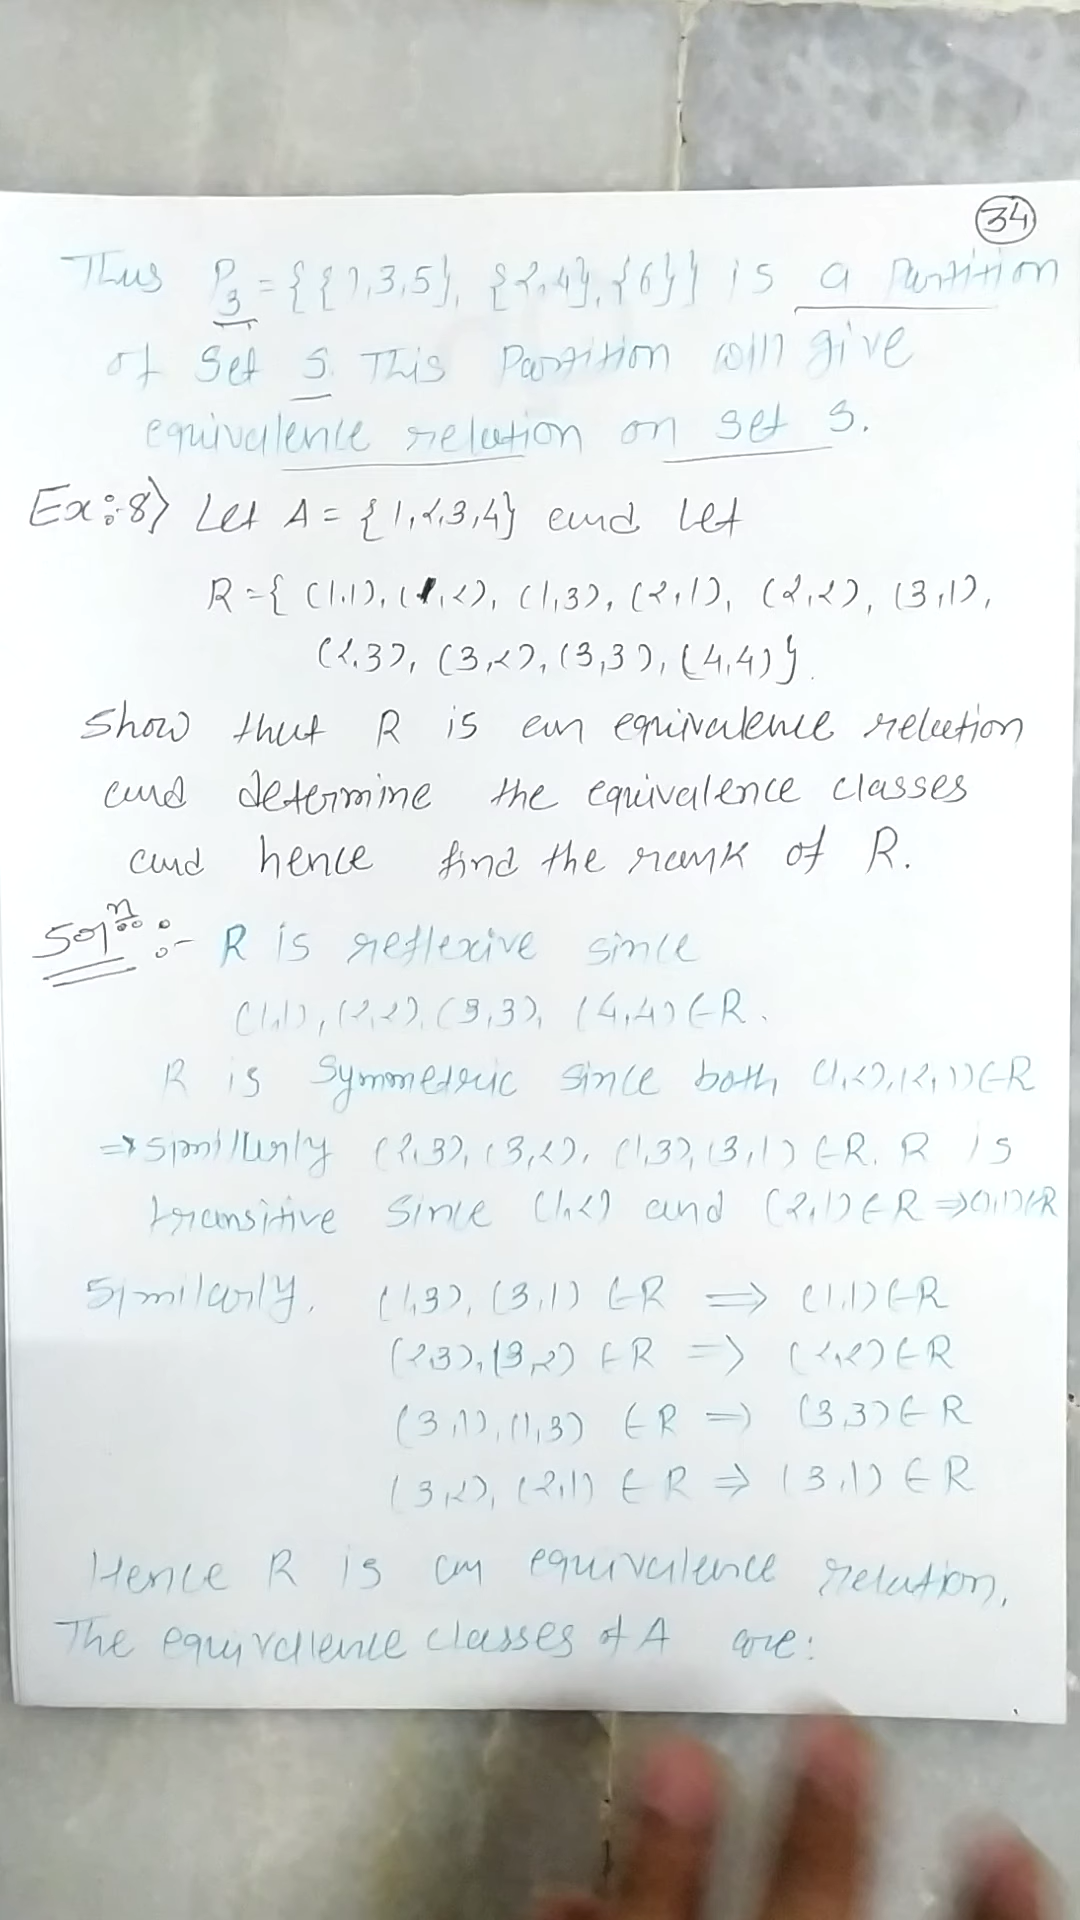 34
Thus P3 = { {1,3,5}, {2,4}, {6} } is a Partition
of Set S. This Partition will give
equivalence relation on set S.
Ex:-8) Let A = {1,2,3,4} and let
R = { (1,1), (1,2), (1,3), (2,1), (2,2), (3,1),
(2,3), (3,2), (3,3), (4,4) }.
Show that R is an equivalence relation
and determine the equivalence classes
and hence find the rank of R.
Solⁿ :- R is reflexive since
(1,1), (2,2), (3,3), (4,4) ∈ R.
R is Symmetric since both (1,2), (2,1) ∈ R
⇒ similarly (2,3), (3,2), (1,3), (3,1) ∈ R. R is
transitive since (1,2) and (2,1) ∈ R ⇒ (1,1) ∈ R
Similarly, (1,3), (3,1) ∈ R ⇒ (1,1) ∈ R
(2,3), (3,2) ∈ R ⇒ (2,2) ∈ R
(3,1), (1,3) ∈ R ⇒ (3,3) ∈ R
(3,2), (2,1) ∈ R ⇒ (3,1) ∈ R
Hence R is an equivalence relation,
The equivalence classes of A are: